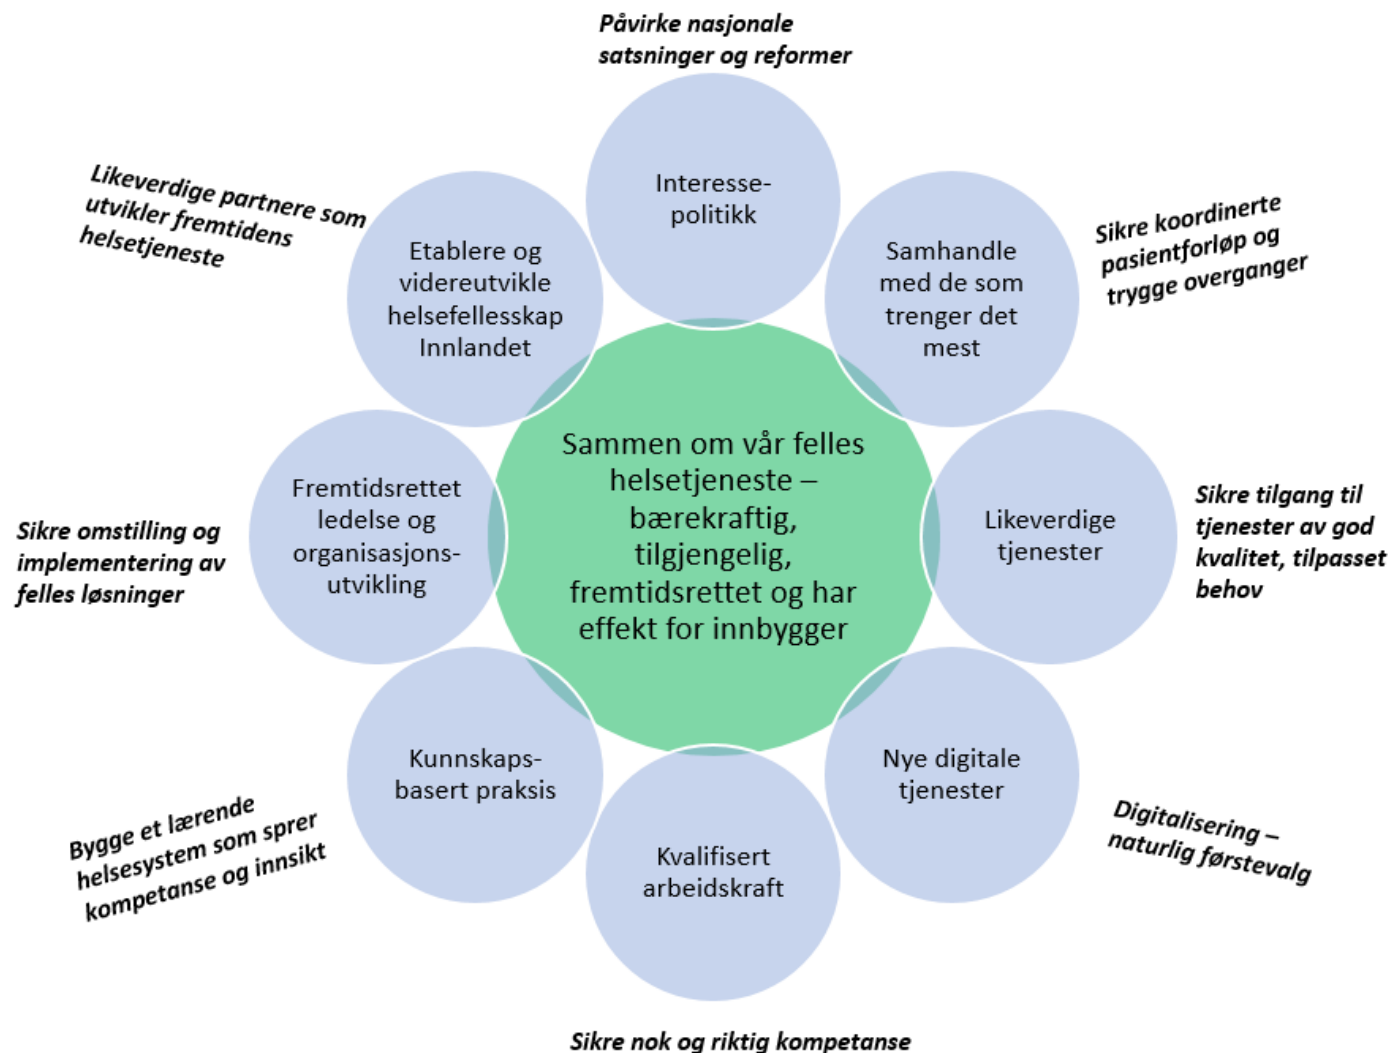 Påvirke nasjonale
satsninger og reformer
Interesse-
politikk
Likeverdige partnere som
utvikler fremtidens
helsetjeneste
Etablere og
videreutvikle
helsefellesskap
Innlandet
Samhandle
med de som
trenger det
mest
Sikre koordinerte
pasientforløp og
trygge overganger
Sammen om vår felles
helsetjeneste –
bærekraftig,
tilgjengelig,
fremtidsrettet og har
effekt for innbygger
Sikre omstilling og
implementering av
felles løsninger
Fremtidsrettet
ledelse og
organisasjons-
utvikling
Likeverdige
tjenester
Sikre tilgang til
tjenester av god
kvalitet, tilpasset
behov
Bygge et lærende
helsesystem som sprer
kompetanse og innsikt
Kunnskaps-
basert praksis
Nye digitale
tjenester
Digitalisering –
naturlig førstevalg
Kvalifisert
arbeidskraft
Sikre nok og riktig kompetanse